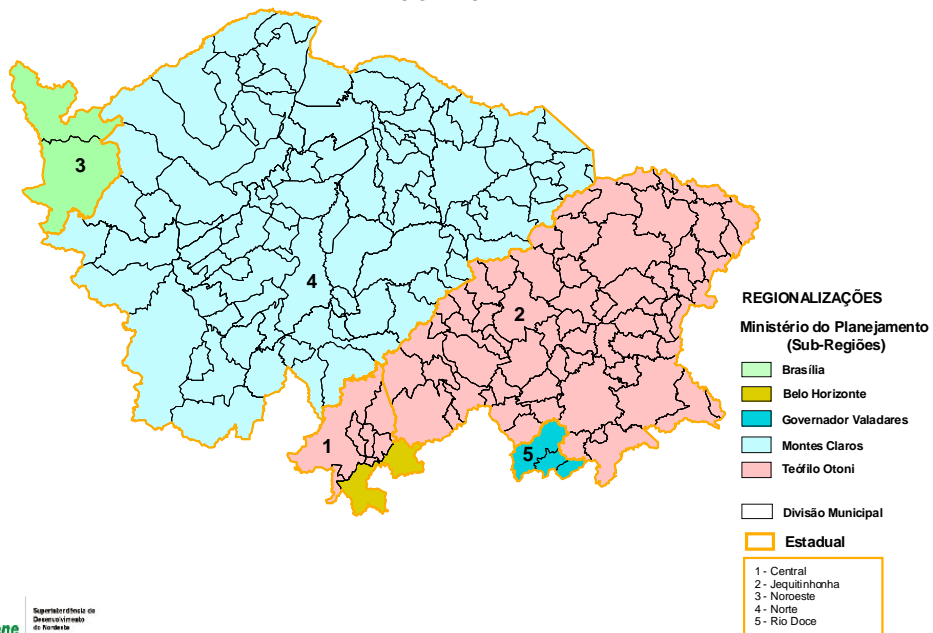 3
4
2
1
5
REGIONALIZAÇÕES
Ministério do Planejamento
(Sub-Regiões)
Brasília
Belo Horizonte
Governador Valadares
Montes Claros
Teófilo Otoni
Divisão Municipal
Estadual
1 - Central
2 - Jequitinhonha
3 - Noroeste
4 - Norte
5 - Rio Doce
Superintendência do
Desenvolvimento
do Nordeste
ene